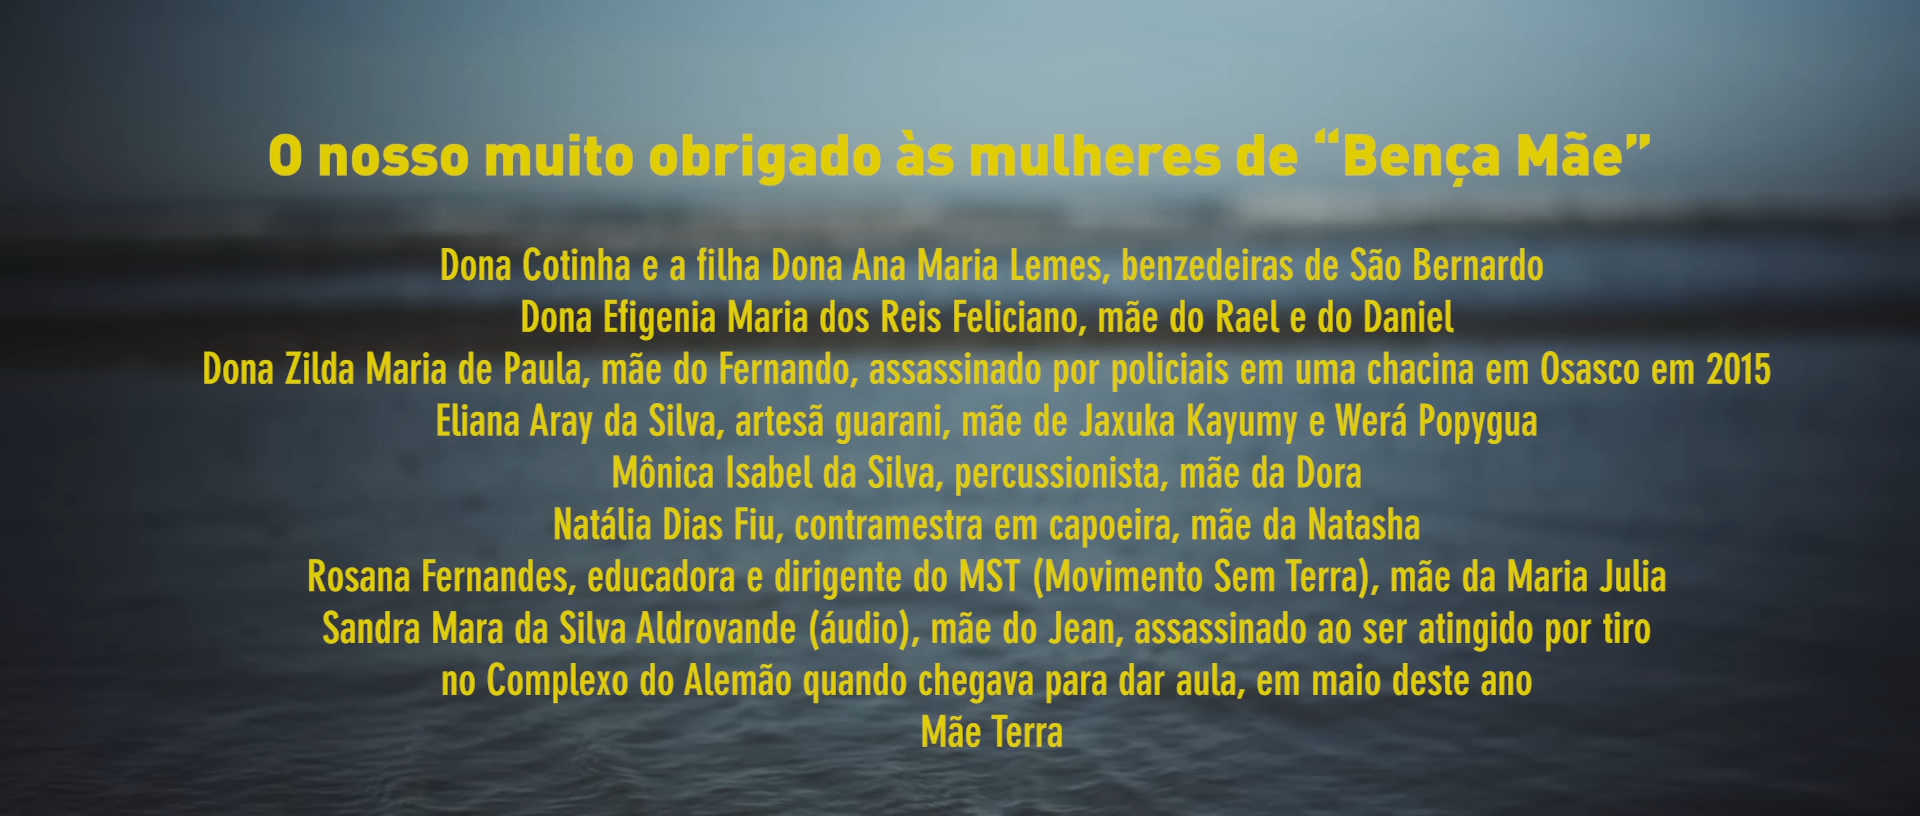 O nosso muito obrigado às mulheres de “Bença Mãe”
Dona Cotinha e a filha Dona Ana Maria Lemes, benzedeiras de São Bernardo
Dona Efigenia Maria dos Reis Feliciano, mãe do Rael e do Daniel
Dona Zilda Maria de Paula, mãe do Fernando, assassinado por policiais em uma chacina em Osasco em 2015
Eliana Aray da Silva, artesã guarani, mãe de Jaxuka Kayumy e Werá Popygua
Mônica Isabel da Silva, percussionista, mãe da Dora
Natália Dias Fiu, contramestra em capoeira, mãe da Natasha
Rosana Fernandes, educadora e dirigente do MST (Movimento Sem Terra), mãe da Maria Julia
Sandra Mara da Silva Aldrovande (áudio), mãe do Jean, assassinado ao ser atingido por tiro
no Complexo do Alemão quando chegava para dar aula, em maio deste ano
Mãe Terra